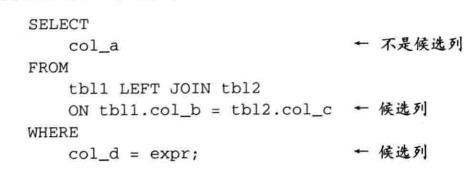 SELECT
col_a ← 不是候选列
FROM
tbl1 LEFT JOIN tbl2
ON tbl1.col_b = tbl2.col_c ← 候选列
WHERE
col_d = expr; ← 候选列